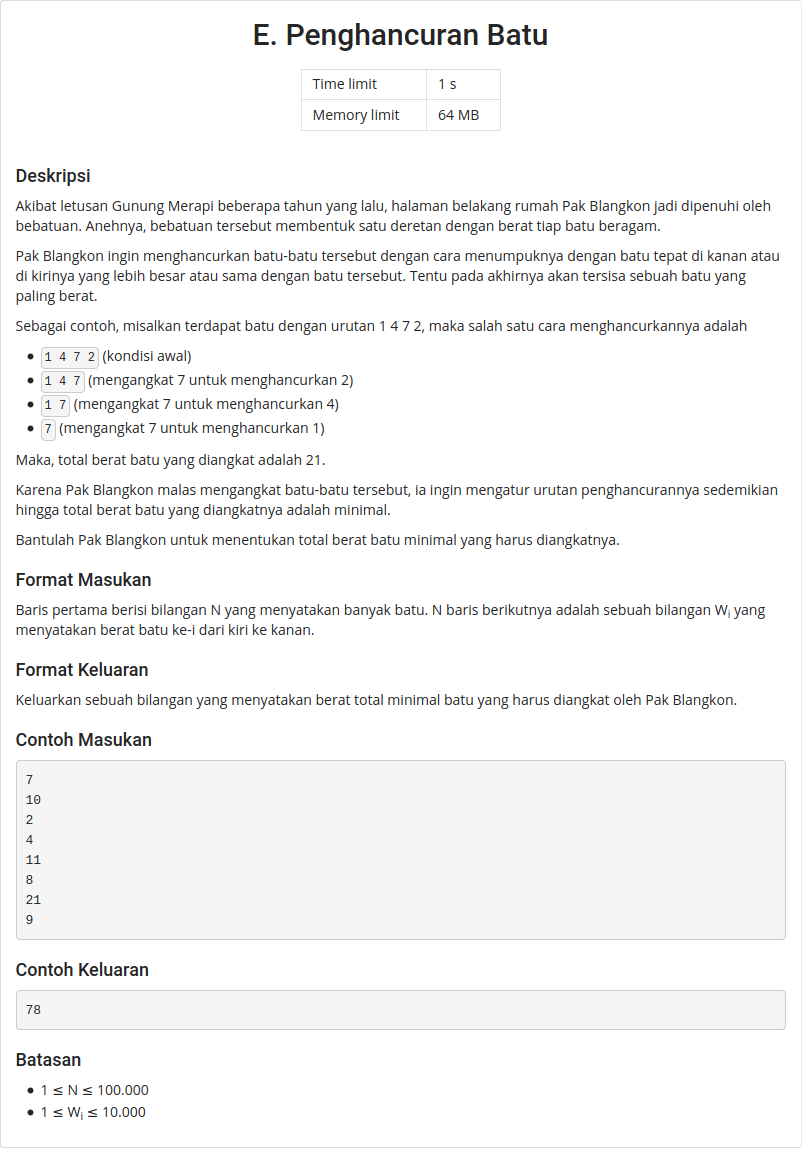 E. Penghancuran Batu
Time limit 1 s
Memory limit 64 MB
Deskripsi
Akibat letusan Gunung Merapi beberapa tahun yang lalu, halaman belakang rumah Pak Blangkon jadi dipenuhi oleh
bebatuan. Anehnya, bebatuan tersebut membentuk satu deretan dengan berat tiap batu beragam.
Pak Blangkon ingin menghancurkan batu-batu tersebut dengan cara menumpuknya dengan batu tepat di kanan atau
di kirinya yang lebih besar atau sama dengan batu tersebut. Tentu pada akhirnya akan tersisa sebuah batu yang
paling berat.
Sebagai contoh, misalkan terdapat batu dengan urutan 1 4 7 2, maka salah satu cara menghancurkannya adalah
• 1 4 7 2 (kondisi awal)
• 1 4 7 (mengangkat 7 untuk menghancurkan 2)
• 1 7 (mengangkat 7 untuk menghancurkan 4)
• 7 (mengangkat 7 untuk menghancurkan 1)
Maka, total berat batu yang diangkat adalah 21.
Karena Pak Blangkon malas mengangkat batu-batu tersebut, ia ingin mengatur urutan penghancurannya sedemikian
hingga total berat batu yang diangkatnya adalah minimal.
Bantulah Pak Blangkon untuk menentukan total berat batu minimal yang harus diangkatnya.
Format Masukan
Baris pertama berisi bilangan N yang menyatakan banyak batu. N baris berikutnya adalah sebuah bilangan Wi yang
menyatakan berat batu ke-i dari kiri ke kanan.
Format Keluaran
Keluarkan sebuah bilangan yang menyatakan berat total minimal batu yang harus diangkat oleh Pak Blangkon.
Contoh Masukan
7
10
2
4
11
8
21
9
Contoh Keluaran
78
Batasan
• 1 ≤ N ≤ 100.000
• 1 ≤ Wi ≤ 10.000